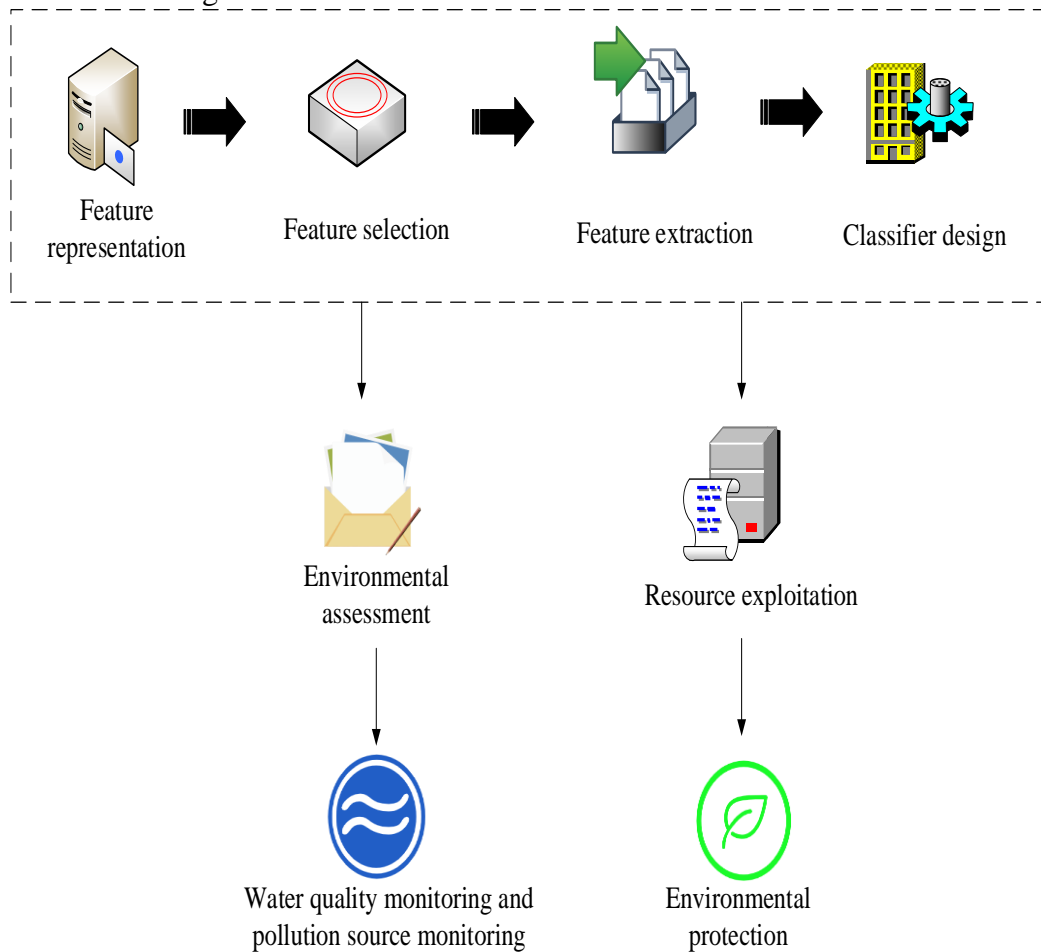 Feature
representation
Feature selection
Feature extraction
Classifier design
Environmental
assessment
Resource exploitation
Water quality monitoring and
pollution source monitoring
Environmental
protection